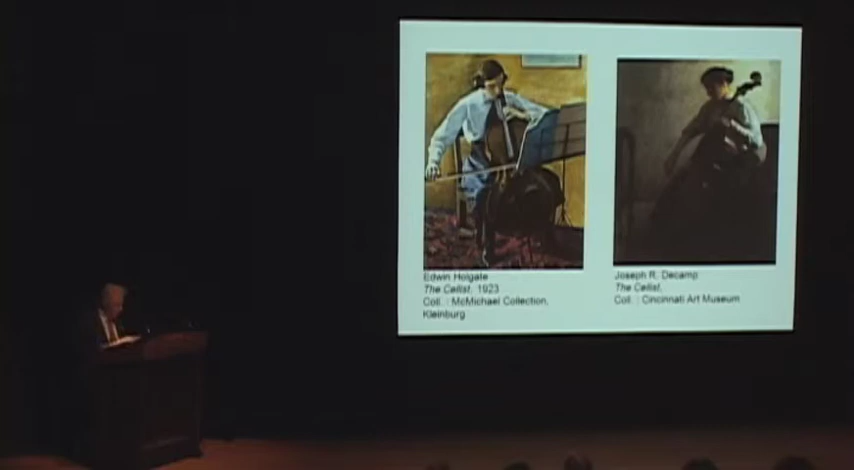 Edwin Holgate
The Cellist, 1923
Coll. : McMichael Collection,
Kleinburg
Joseph R. Decamp
The Cellist,
Coll. : Cincinnati Art Museum